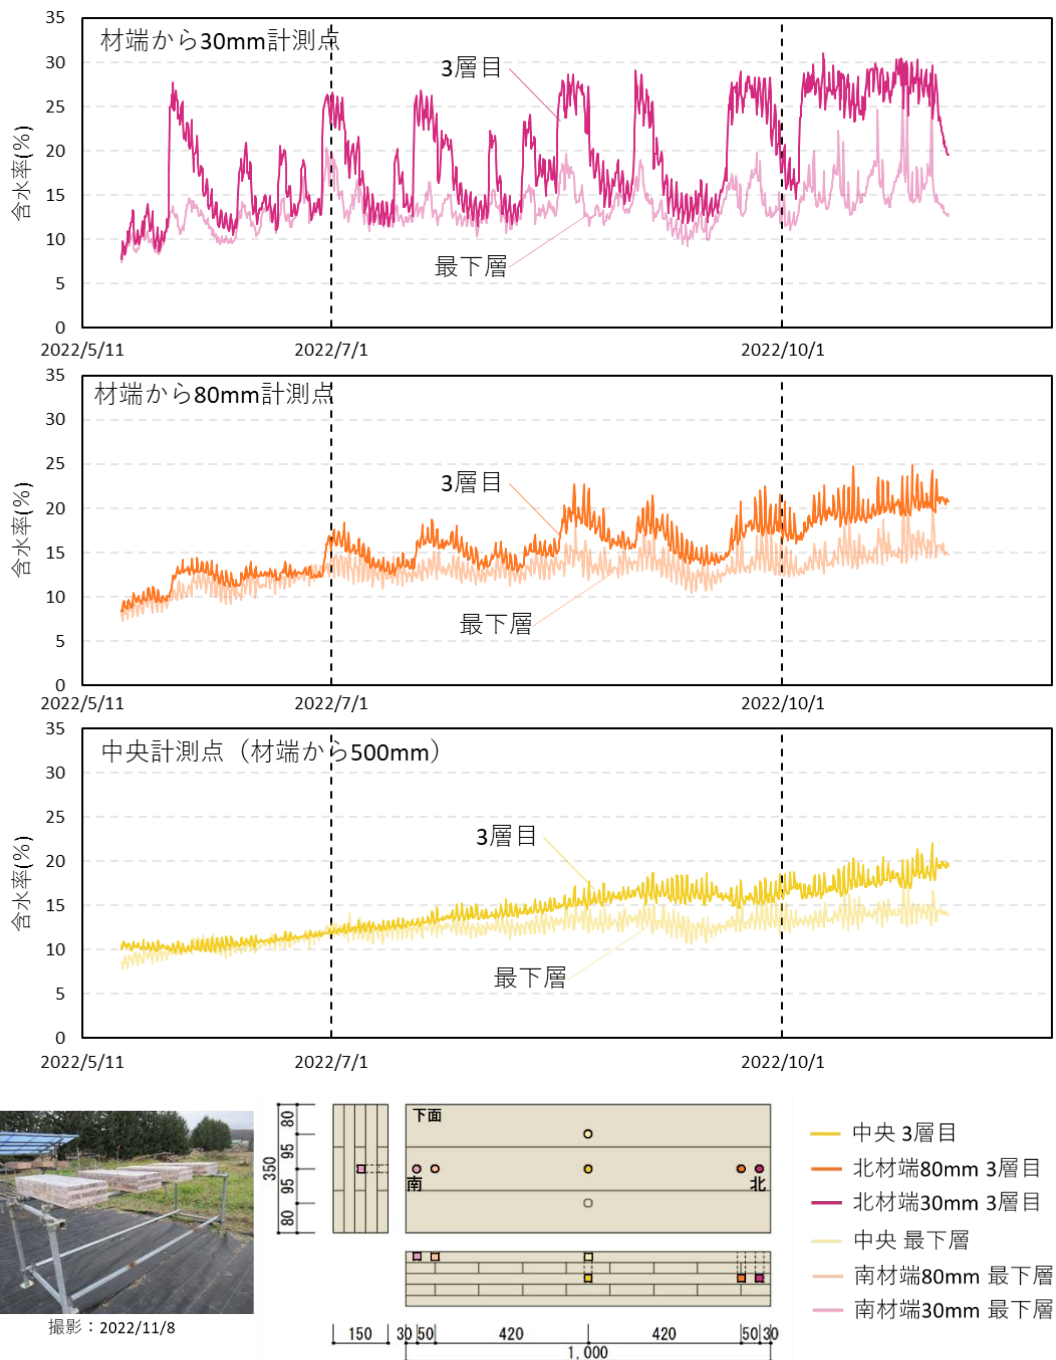 材端から30mm計測点
含水率(%)
35
30
25
20
15
10
5
0
3層目
最下層
2022/5/11
2022/7/1
2022/10/1
材端から80mm計測点
含水率(%)
35
30
25
20
15
10
5
0
3層目
最下層
2022/5/11
2022/7/1
2022/10/1
中央計測点（材端から500mm）
含水率(%)
35
30
25
20
15
10
5
0
3層目
最下層
2022/5/11
2022/7/1
2022/10/1
撮影：2022/11/8
350
80
95
95
80
下面
南
北
150
30
50
420
420
50
30
1,000
中央 3層目
北材端80mm 3層目
北材端30mm 3層目
中央 最下層
南材端80mm 最下層
南材端30mm 最下層